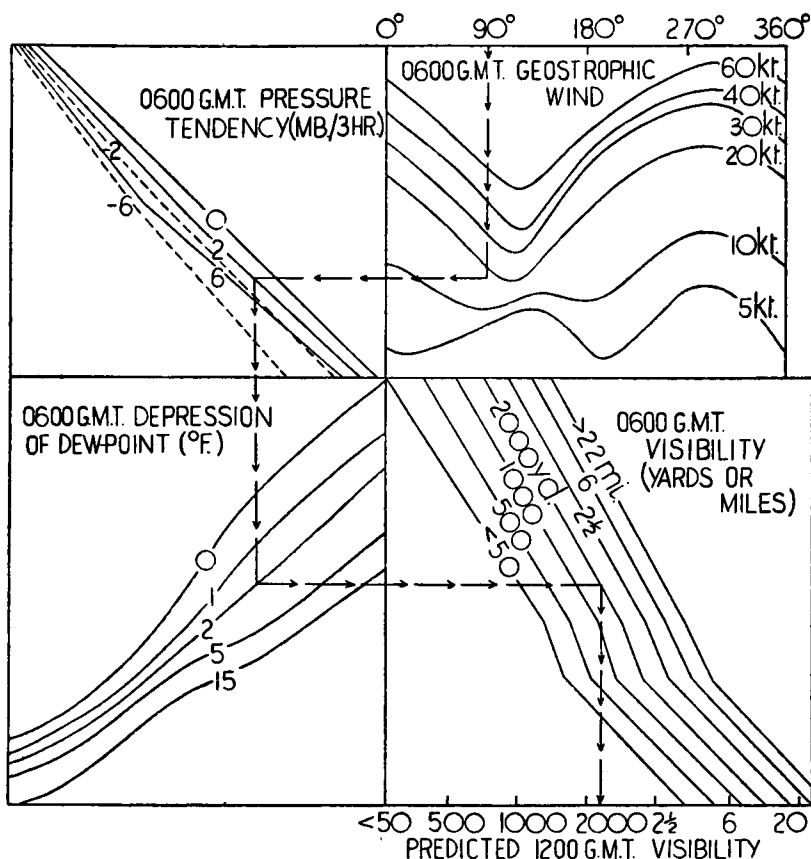 0° 90° 180° 270° 360°
0600 G.M.T. PRESSURE
TENDENCY (MB./3HR.)
-2
-6
0
2
6
0600 G.M.T. GEOSTROPHIC
WIND
60kt.
40kt.
30kt.
20kt.
10kt.
5kt.
0600 G.M.T. DEPRESSION
OF DEW-POINT (°F.)
0
1
2
5
15
0600 G.M.T.
VISIBILITY
(YARDS OR
MILES)
>22mi.
6
2½
2000yd.
1000
500
<50
<50 500 1000 2000 2½ 6 20
PREDICTED 1200 G.M.T. VISIBILITY